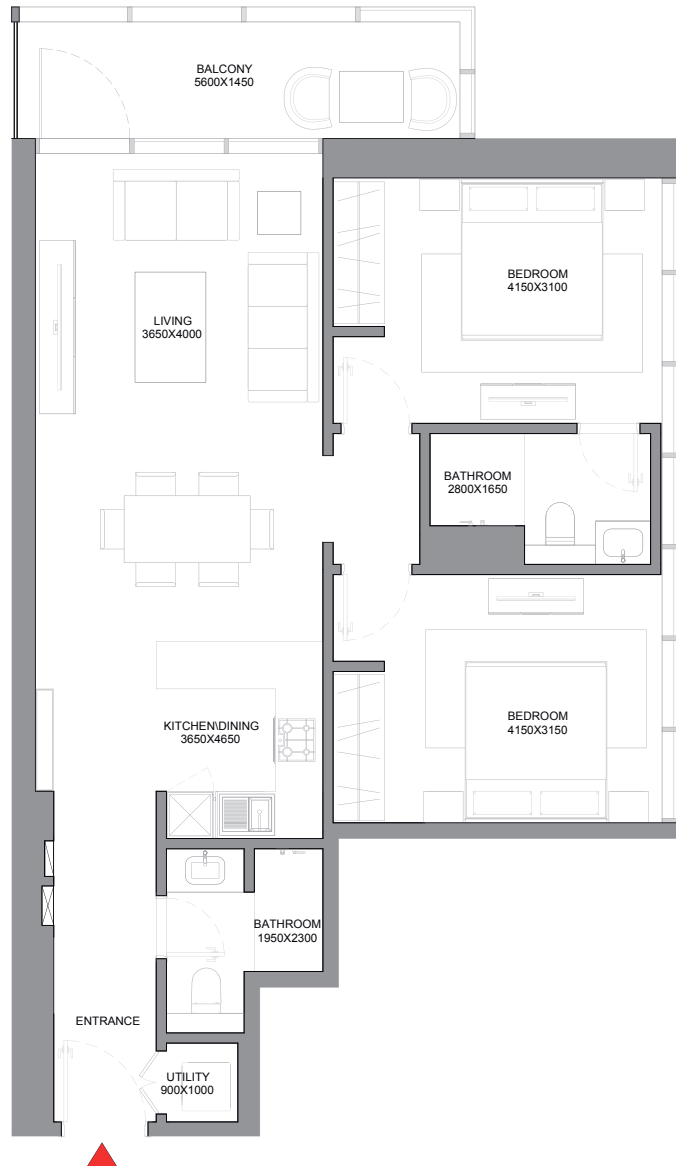 BALCONY
5600X1450
BEDROOM
4150X3100
LIVING
3650X4000
BATHROOM
2800X1650
KITCHEN\DINING
3650X4650
BEDROOM
4150X3150
BATHROOM
1950X2300
ENTRANCE
UTILITY
900X1000